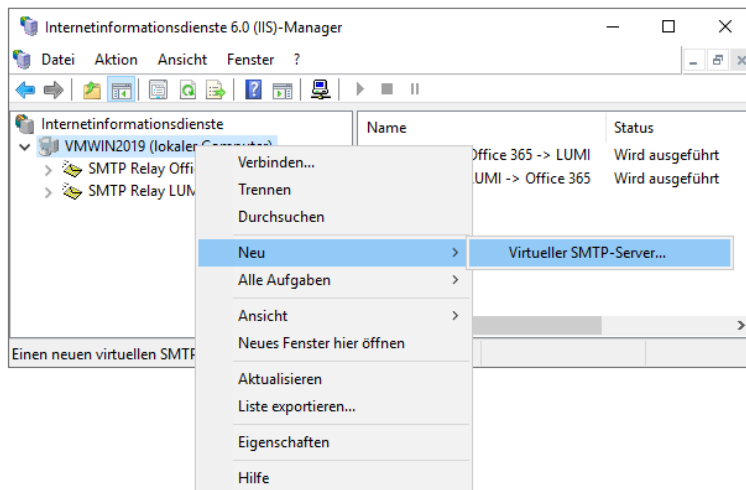 Internetinformationsdienste 6.0 (IIS)-Manager
Datei Aktion Ansicht Fenster ?
Internetinformationsdienste
VMWIN2019 (lokaler Computer)
SMTP Relay Offi
SMTP Relay LUM
Name Status
Office 365 -> LUMI Wird ausgeführt
LUMI -> Office 365 Wird ausgeführt
Verbinden...
Trennen
Durchsuchen
Neu
Virtueller SMTP-Server...
Alle Aufgaben
Ansicht
Neues Fenster hier öffnen
Aktualisieren
Liste exportieren...
Eigenschaften
Hilfe
Einen neuen virtuellen SMTP